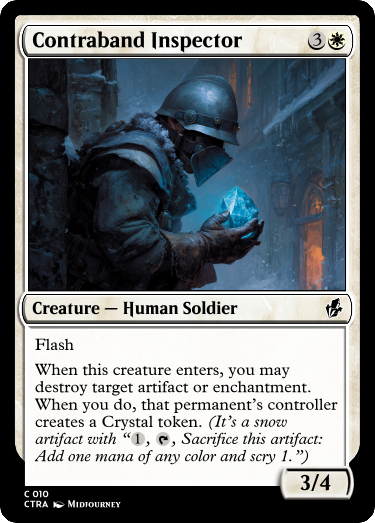 Contraband Inspector 3
Creature — Human Soldier
Flash
When this creature enters, you may
destroy target artifact or enchantment.
When you do, that permanent's controller
creates a Crystal token. (It's a snow
artifact with "1, , Sacrifice this artifact:
Add one mana of any color and scry 1.")
3/4
C 010
CTRA Midjourney